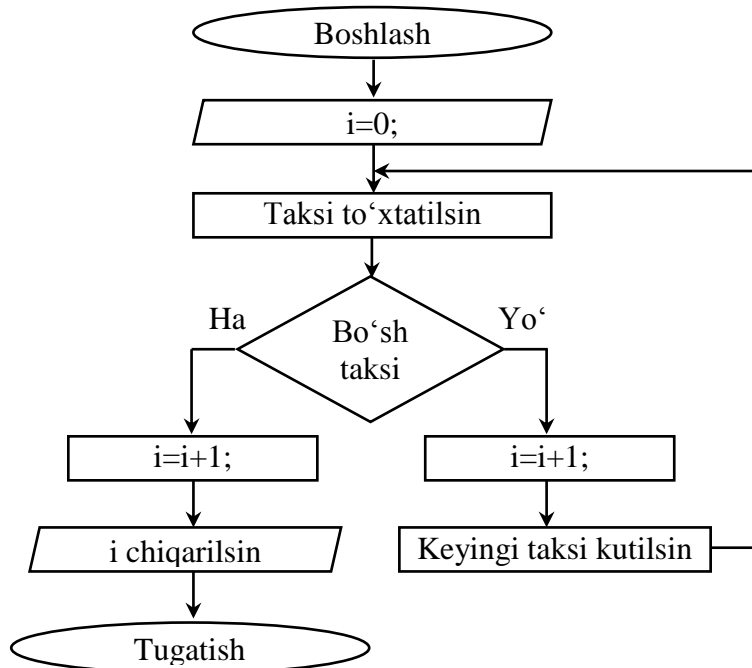 Boshlash
i=0;
Taksi to‘xtatilsin
Ha
Yo‘
Bo‘sh
taksi
i=i+1;
i=i+1;
i chiqarilsin
Keyingi taksi kutilsin
Tugatish